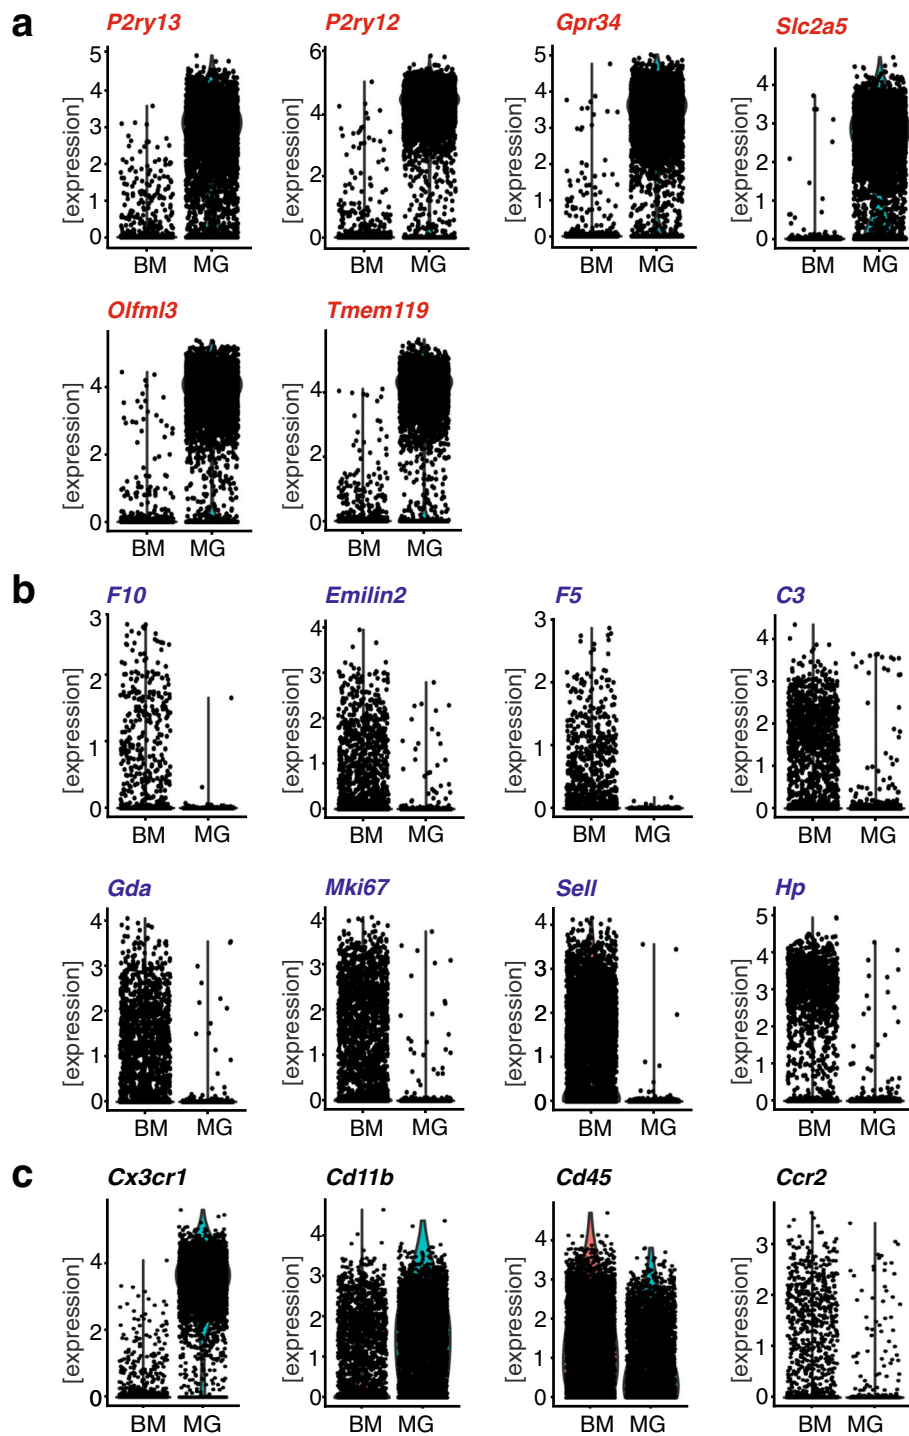 a
P2ry13 P2ry12 Gpr34 Slc2a5
[expression] 5 4 3 2 1 0 BM MG
[expression] 6 4 2 0 BM MG
[expression] 5 4 3 2 1 0 BM MG
[expression] 4 3 2 1 0 BM MG
Olfml3 Tmem119
[expression] 4 2 0 BM MG
[expression] 4 2 0 BM MG
b
F10 Emilin2 F5 C3
[expression] 3 2 1 0 BM MG
[expression] 4 3 2 1 0 BM MG
[expression] 3 2 1 0 BM MG
[expression] 4 3 2 1 0 BM MG
Gda Mki67 Sell Hp
[expression] 4 3 2 1 0 BM MG
[expression] 4 3 2 1 0 BM MG
[expression] 4 3 2 1 0 BM MG
[expression] 5 4 3 2 1 0 BM MG
c
Cx3cr1 Cd11b Cd45 Ccr2
[expression] 4 2 0 BM MG
[expression] 4 3 2 1 0 BM MG
[expression] 4 3 2 1 0 BM MG
[expression] 3 2 1 0 BM MG